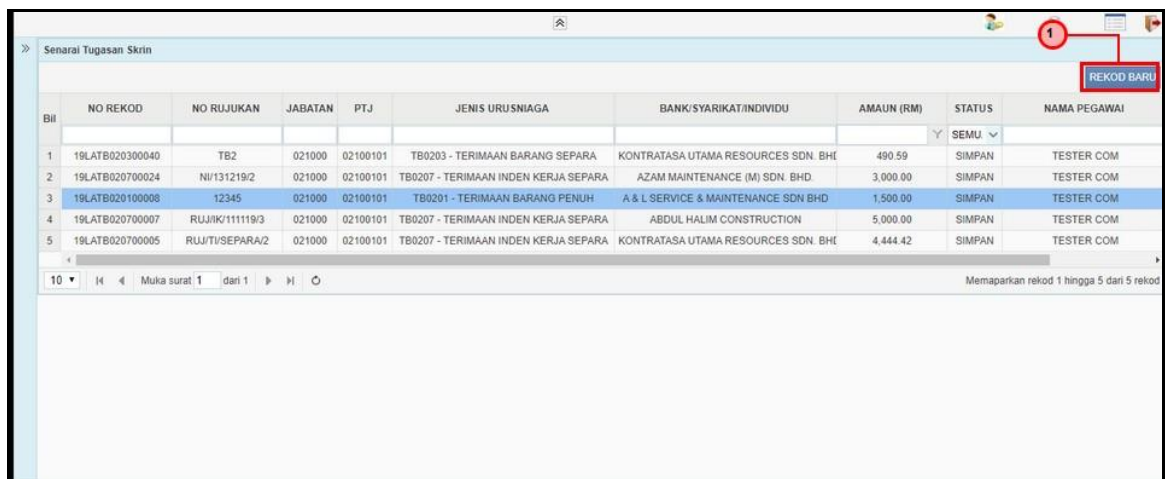 1
Senarai Tugasan Skrin
REKOD BARU
Bil NO REKOD NO RUJUKAN JABATAN PTJ JENIS URUSNIAGA BANK/SYARIKAT/INDIVIDU AMAUN (RM) STATUS NAMA PEGAWAI
SEMU.
1 19LATB020300040 TB2 021000 02100101 TB0203 - TERIMAAN BARANG SEPARA KONTRATASA UTAMA RESOURCES SDN. BHD 490.59 SIMPAN TESTER COM
2 19LATB020700024 NI/131219/2 021000 02100101 TB0207 - TERIMAAN INDEN KERJA SEPARA AZAM MAINTENANCE (M) SDN. BHD. 3,000.00 SIMPAN TESTER COM
3 19LATB020100008 12345 021000 02100101 TB0201 - TERIMAAN BARANG PENUH A & L SERVICE & MAINTENANCE SDN BHD 1,500.00 SIMPAN TESTER COM
4 19LATB020700007 RUJ/IK/111119/3 021000 02100101 TB0207 - TERIMAAN INDEN KERJA SEPARA ABDUL HALIM CONSTRUCTION 5,000.00 SIMPAN TESTER COM
5 19LATB020700005 RUJ/TI/SEPARA/2 021000 02100101 TB0207 - TERIMAAN INDEN KERJA SEPARA KONTRATASA UTAMA RESOURCES SDN. BHD 4,444.42 SIMPAN TESTER COM
10 Muka surat 1 dari 1 Memaparkan rekod 1 hingga 5 dari 5 rekod